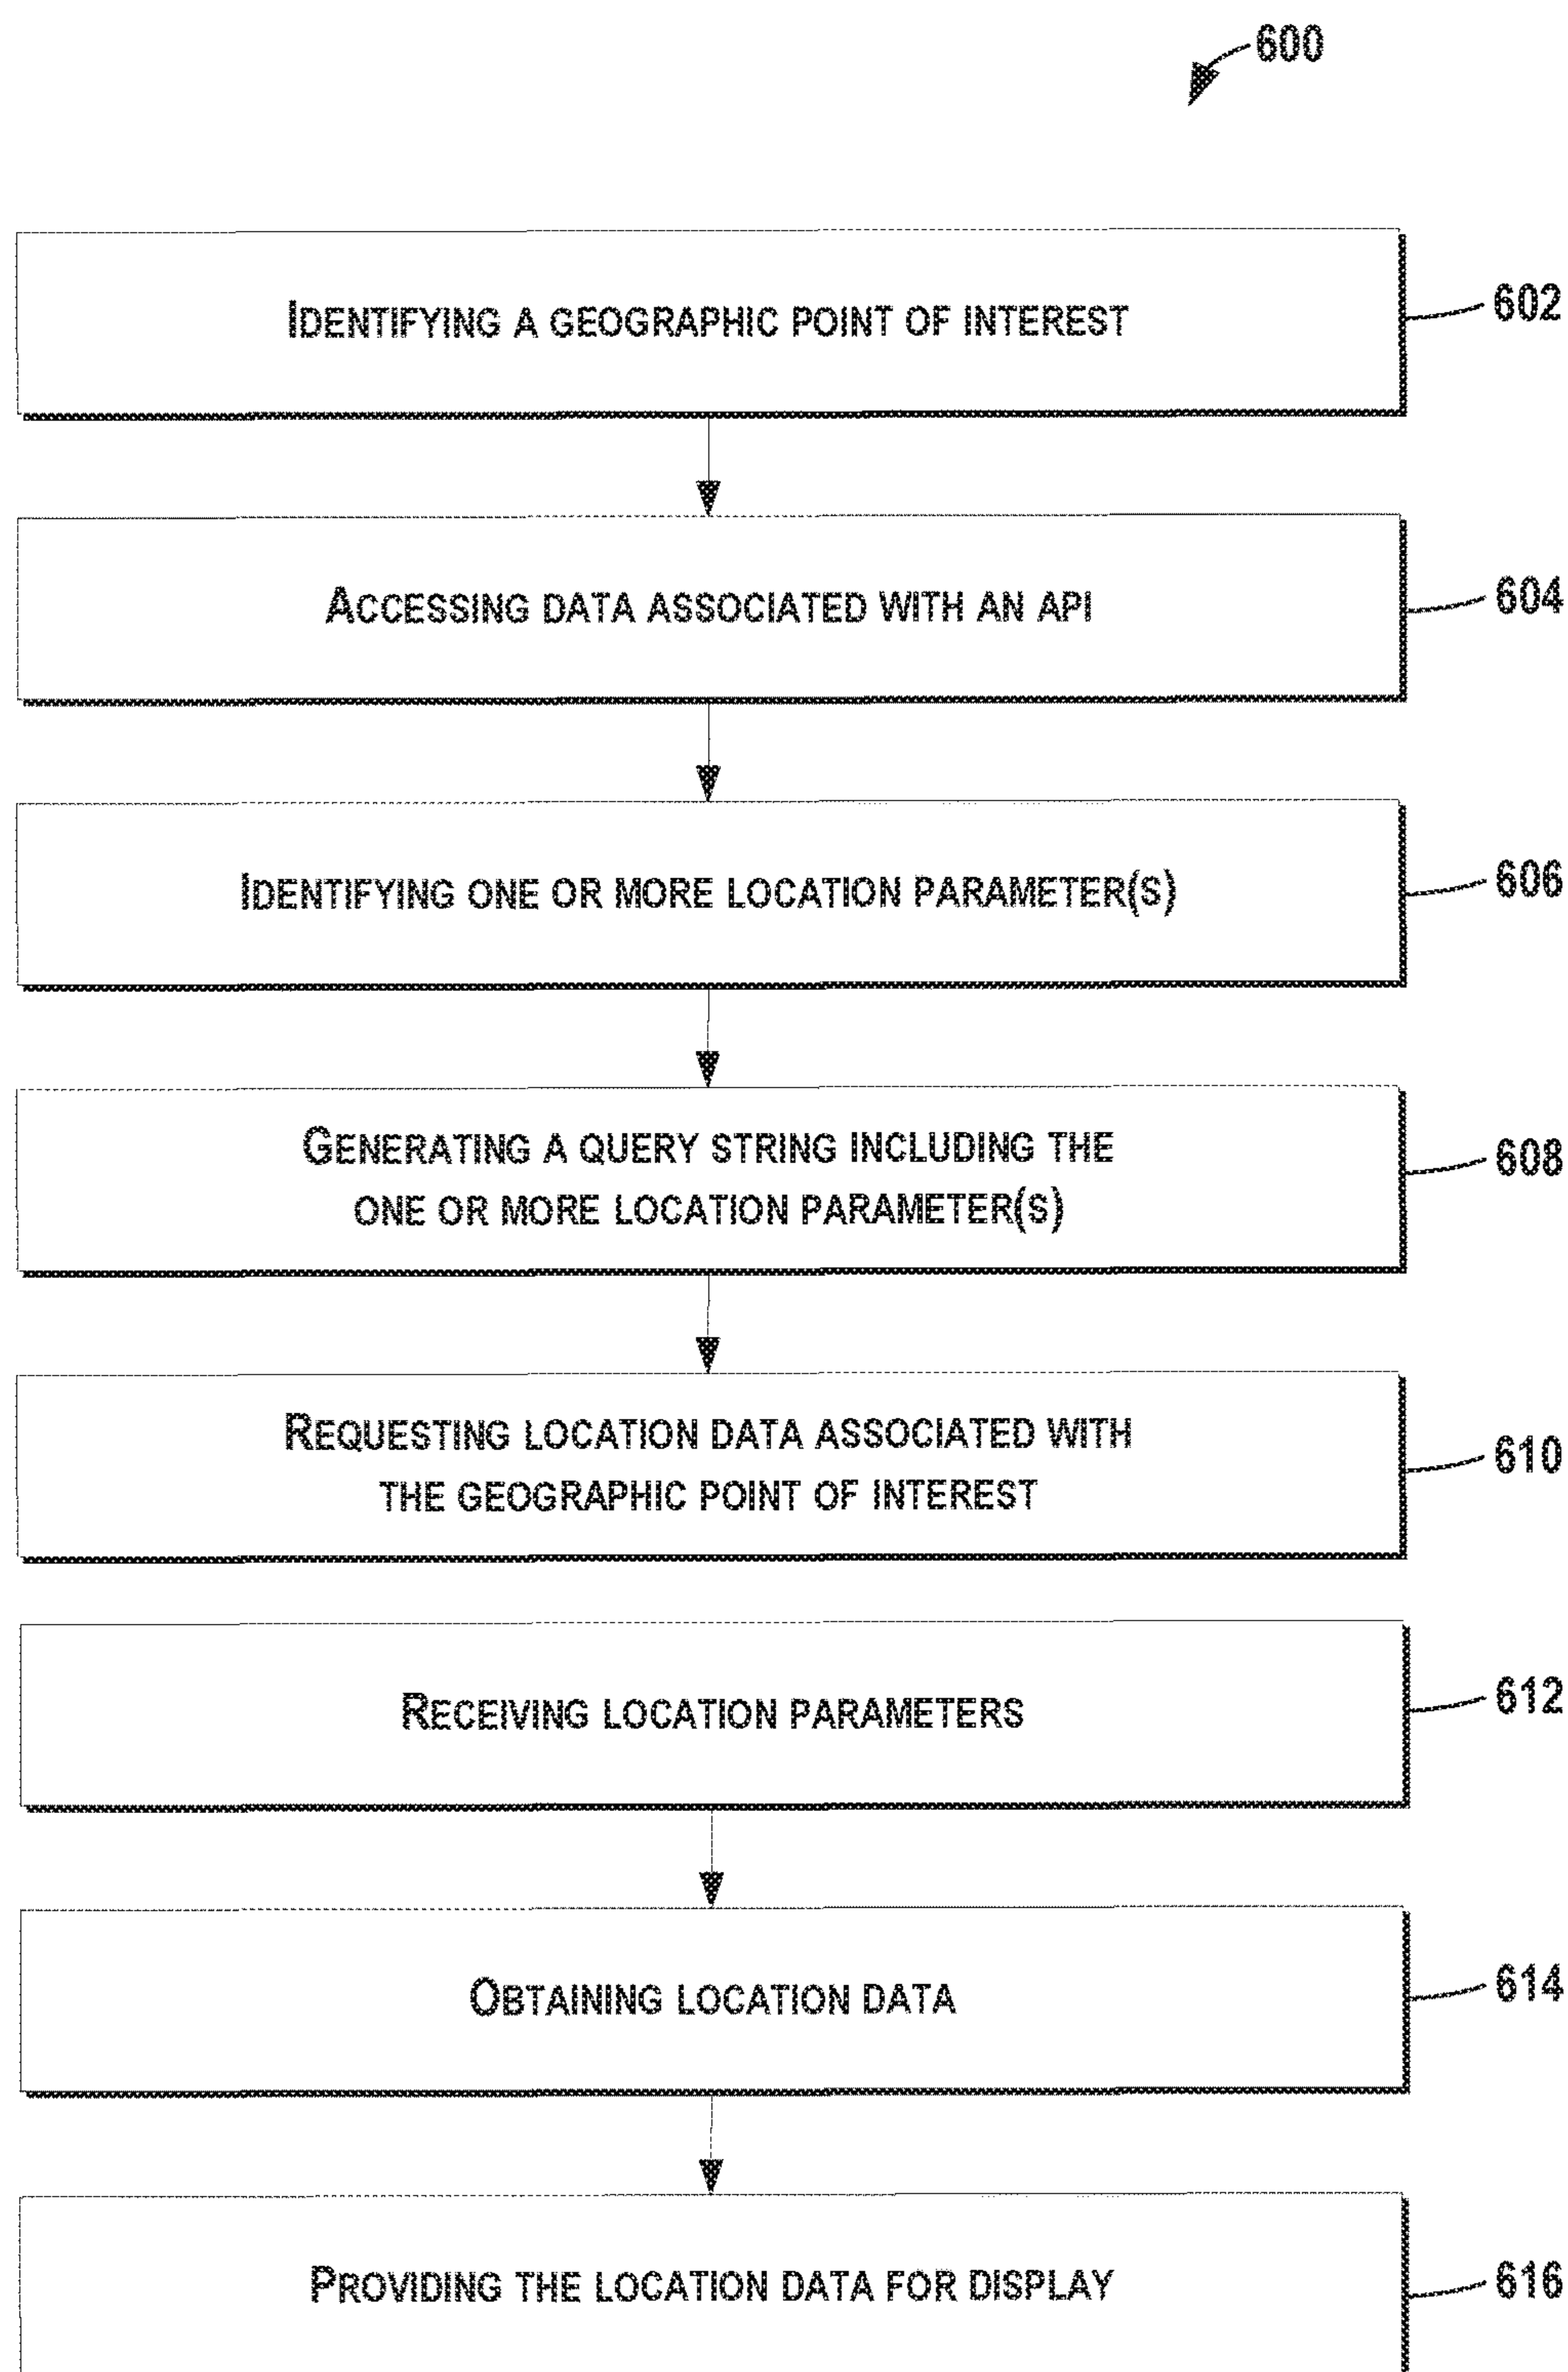 600
IDENTIFYING A GEOGRAPHIC POINT OF INTEREST
602
ACCESSING DATA ASSOCIATED WITH AN API
604
IDENTIFYING ONE OR MORE LOCATION PARAMETER(S)
606
GENERATING A QUERY STRING INCLUDING THE
ONE OR MORE LOCATION PARAMETER(S)
608
REQUESTING LOCATION DATA ASSOCIATED WITH
THE GEOGRAPHIC POINT OF INTEREST
610
RECEIVING LOCATION PARAMETERS
612
OBTAINING LOCATION DATA
614
PROVIDING THE LOCATION DATA FOR DISPLAY
616